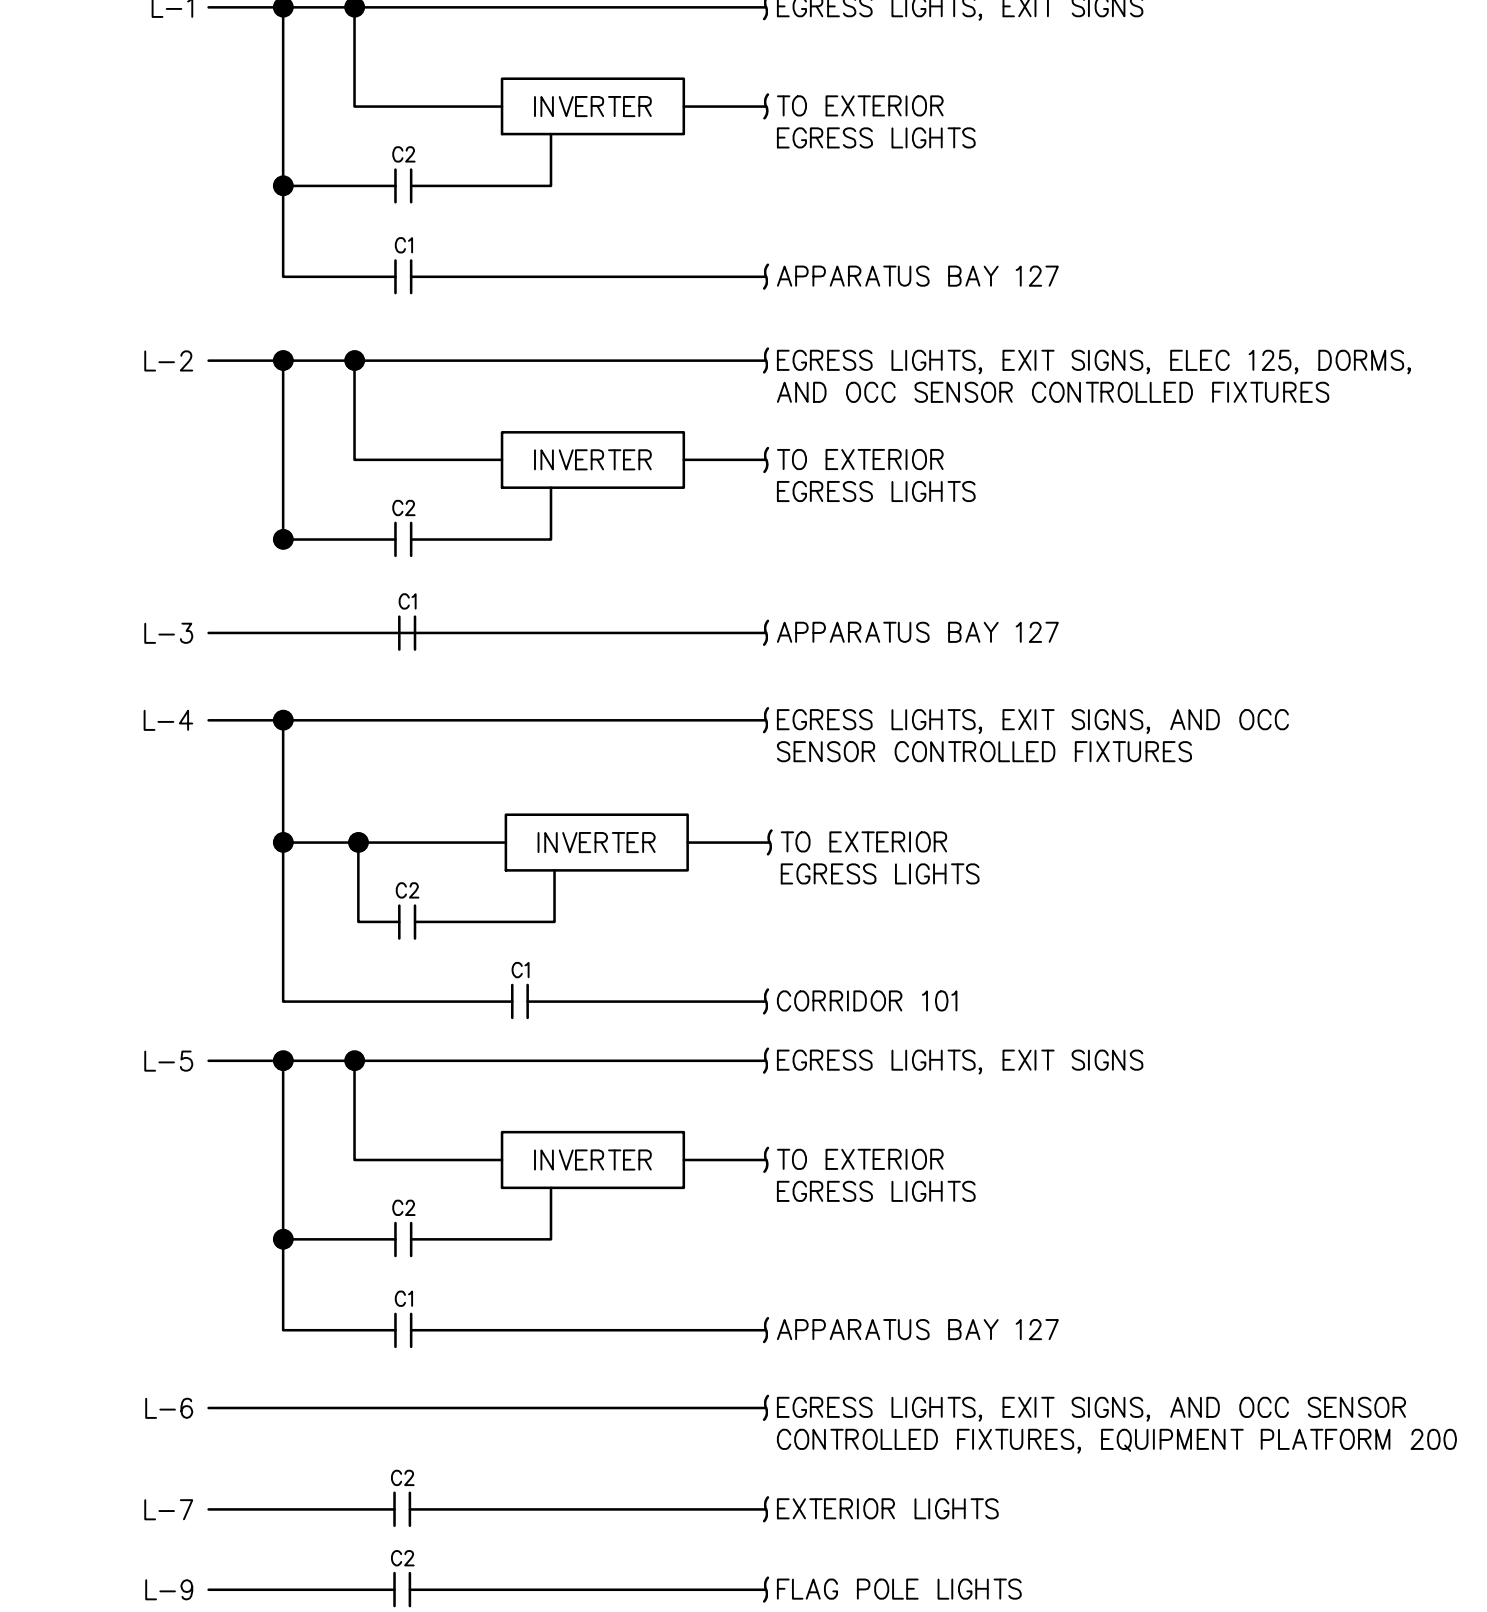 L-1 EGRESS LIGHTS, EXIT SIGNS
INVERTER TO EXTERIOR
EGRESS LIGHTS
C2
C1
APPARATUS BAY 127
L-2 EGRESS LIGHTS, EXIT SIGNS, ELEC 125, DORMS,
AND OCC SENSOR CONTROLLED FIXTURES
INVERTER TO EXTERIOR
EGRESS LIGHTS
C2
C1
L-3 APPARATUS BAY 127
L-4 EGRESS LIGHTS, EXIT SIGNS, AND OCC
SENSOR CONTROLLED FIXTURES
INVERTER TO EXTERIOR
EGRESS LIGHTS
C2
C1
CORRIDOR 101
L-5 EGRESS LIGHTS, EXIT SIGNS
INVERTER TO EXTERIOR
EGRESS LIGHTS
C2
C1
APPARATUS BAY 127
L-6 EGRESS LIGHTS, EXIT SIGNS, AND OCC SENSOR
CONTROLLED FIXTURES, EQUIPMENT PLATFORM 200
C2
L-7 EXTERIOR LIGHTS
C2
L-9 FLAG POLE LIGHTS